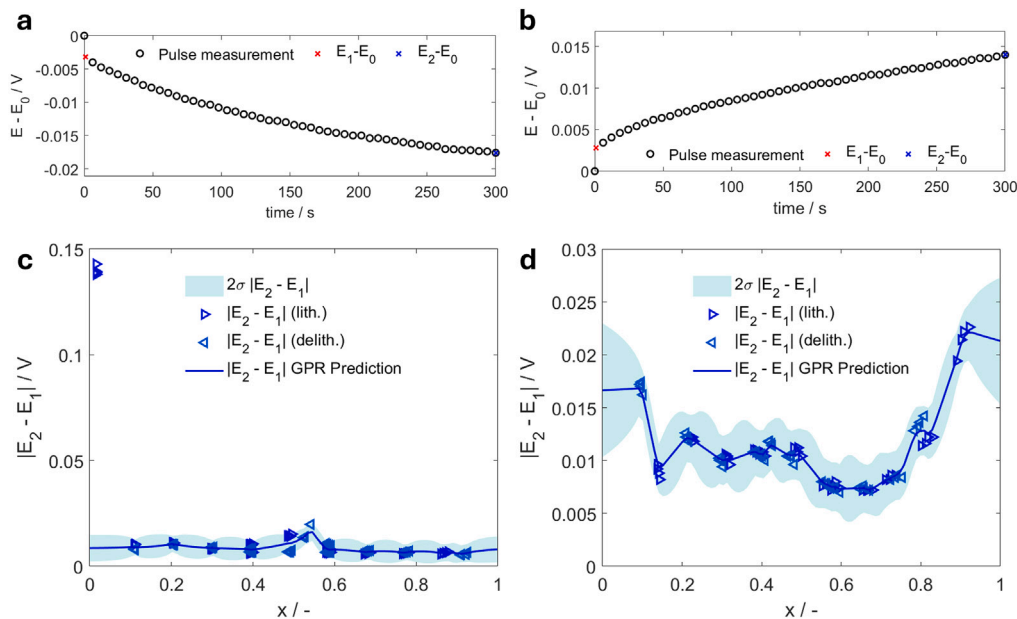 a
0
-0.005
-0.01
-0.015
-0.02
E - E0 / V
Pulse measurement
E1-E0
E2-E0
0 50 100 150 200 250 300
time / s
b
0.015
0.01
0.005
0
E - E0 / V
Pulse measurement
E1-E0
E2-E0
0 50 100 150 200 250 300
time / s
c
0.15
0.1
0.05
0
|E2 - E1| / V
2σ |E2 - E1|
|E2 - E1| (lith.)
|E2 - E1| (delith.)
|E2 - E1| GPR Prediction
0 0.2 0.4 0.6 0.8 1
x / -
d
0.03
0.025
0.02
0.015
0.01
0.005
0
|E2 - E1| / V
2σ |E2 - E1|
|E2 - E1| (lith.)
|E2 - E1| (delith.)
|E2 - E1| GPR Prediction
0 0.2 0.4 0.6 0.8 1
x / -